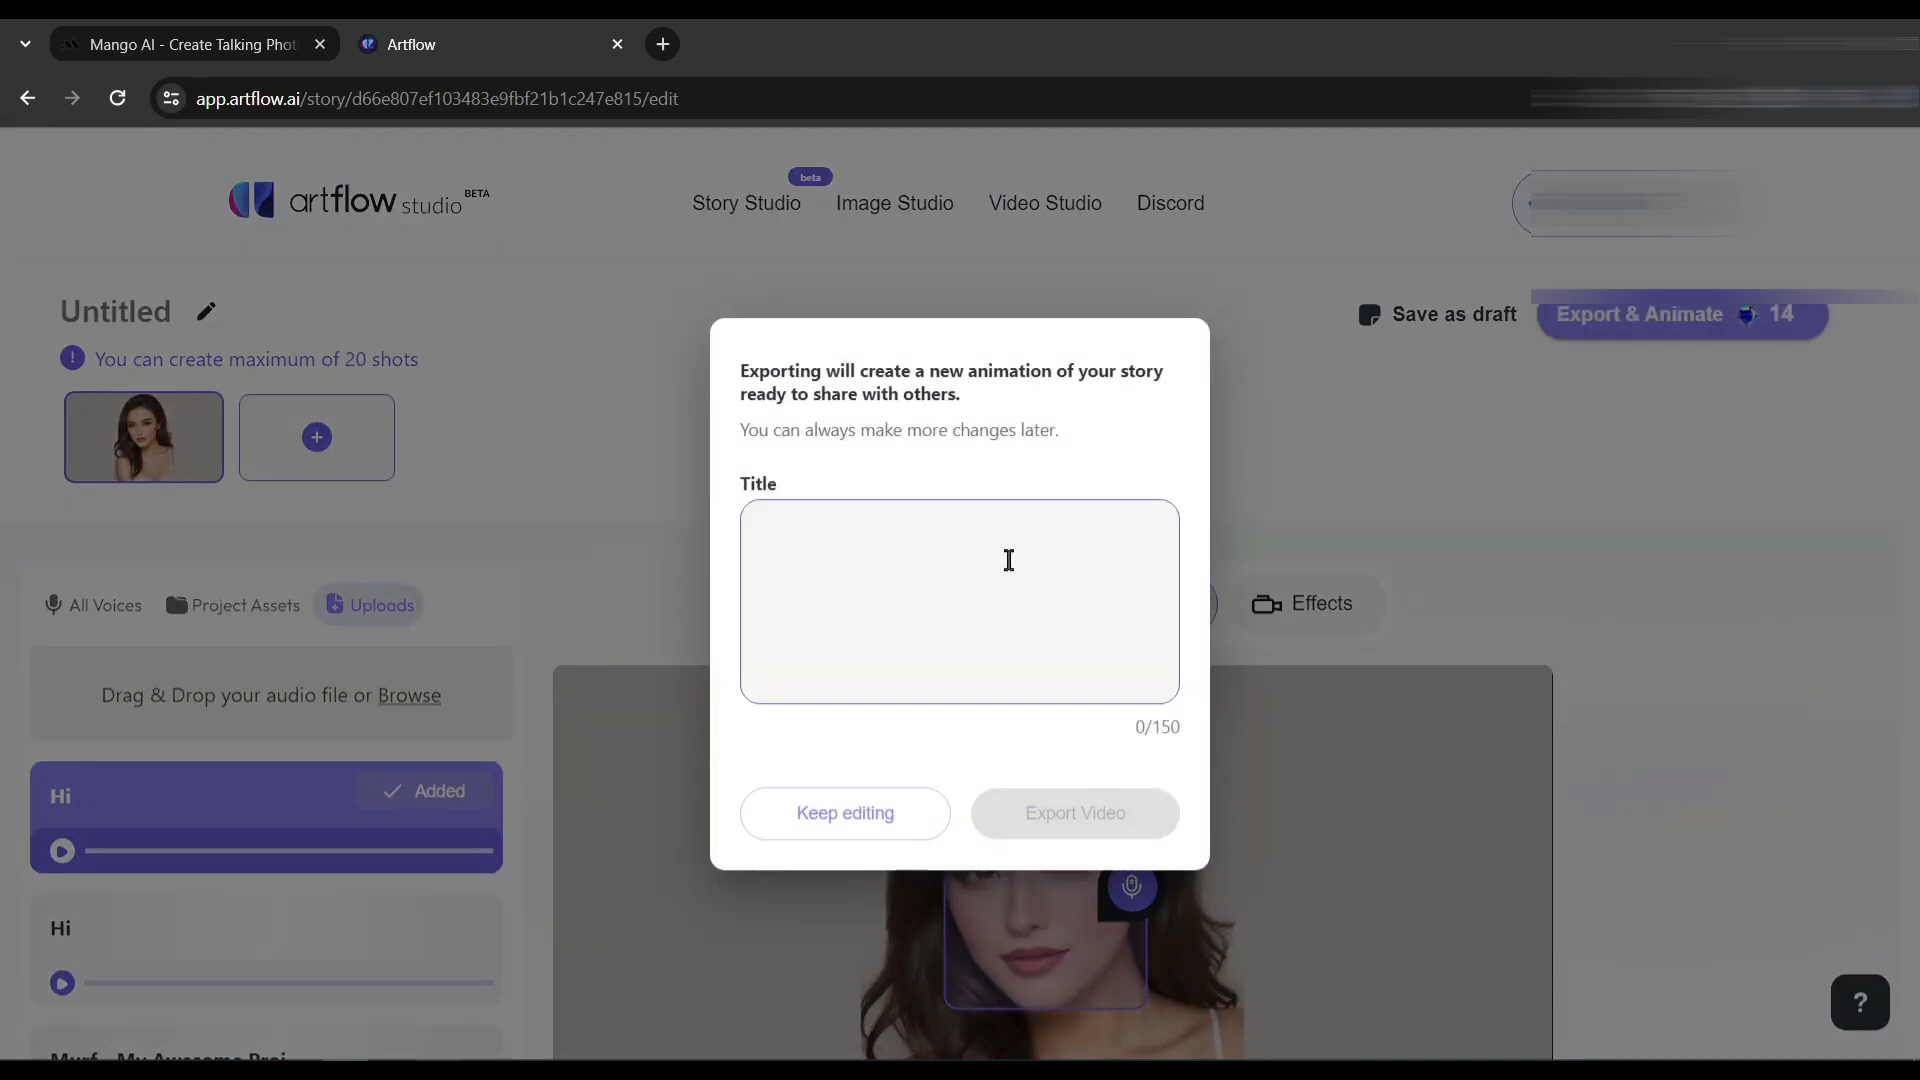 Mango AI - Create Talking Phot
Artflow
app.artflow.ai/story/d66e807ef103483e9fbf21b1c247e815/edit
artflow studio BETA
beta
Story Studio
Image Studio
Video Studio
Discord
Untitled
Save as draft
Export & Animate 14
! You can create maximum of 20 shots
Exporting will create a new animation of your story
ready to share with others.
You can always make more changes later.
Title
0/150
Keep editing
Export Video
All Voices
Project Assets
Uploads
Effects
Drag & Drop your audio file or Browse
Hi
Added
Hi
Murf - My Awesome Proj
?